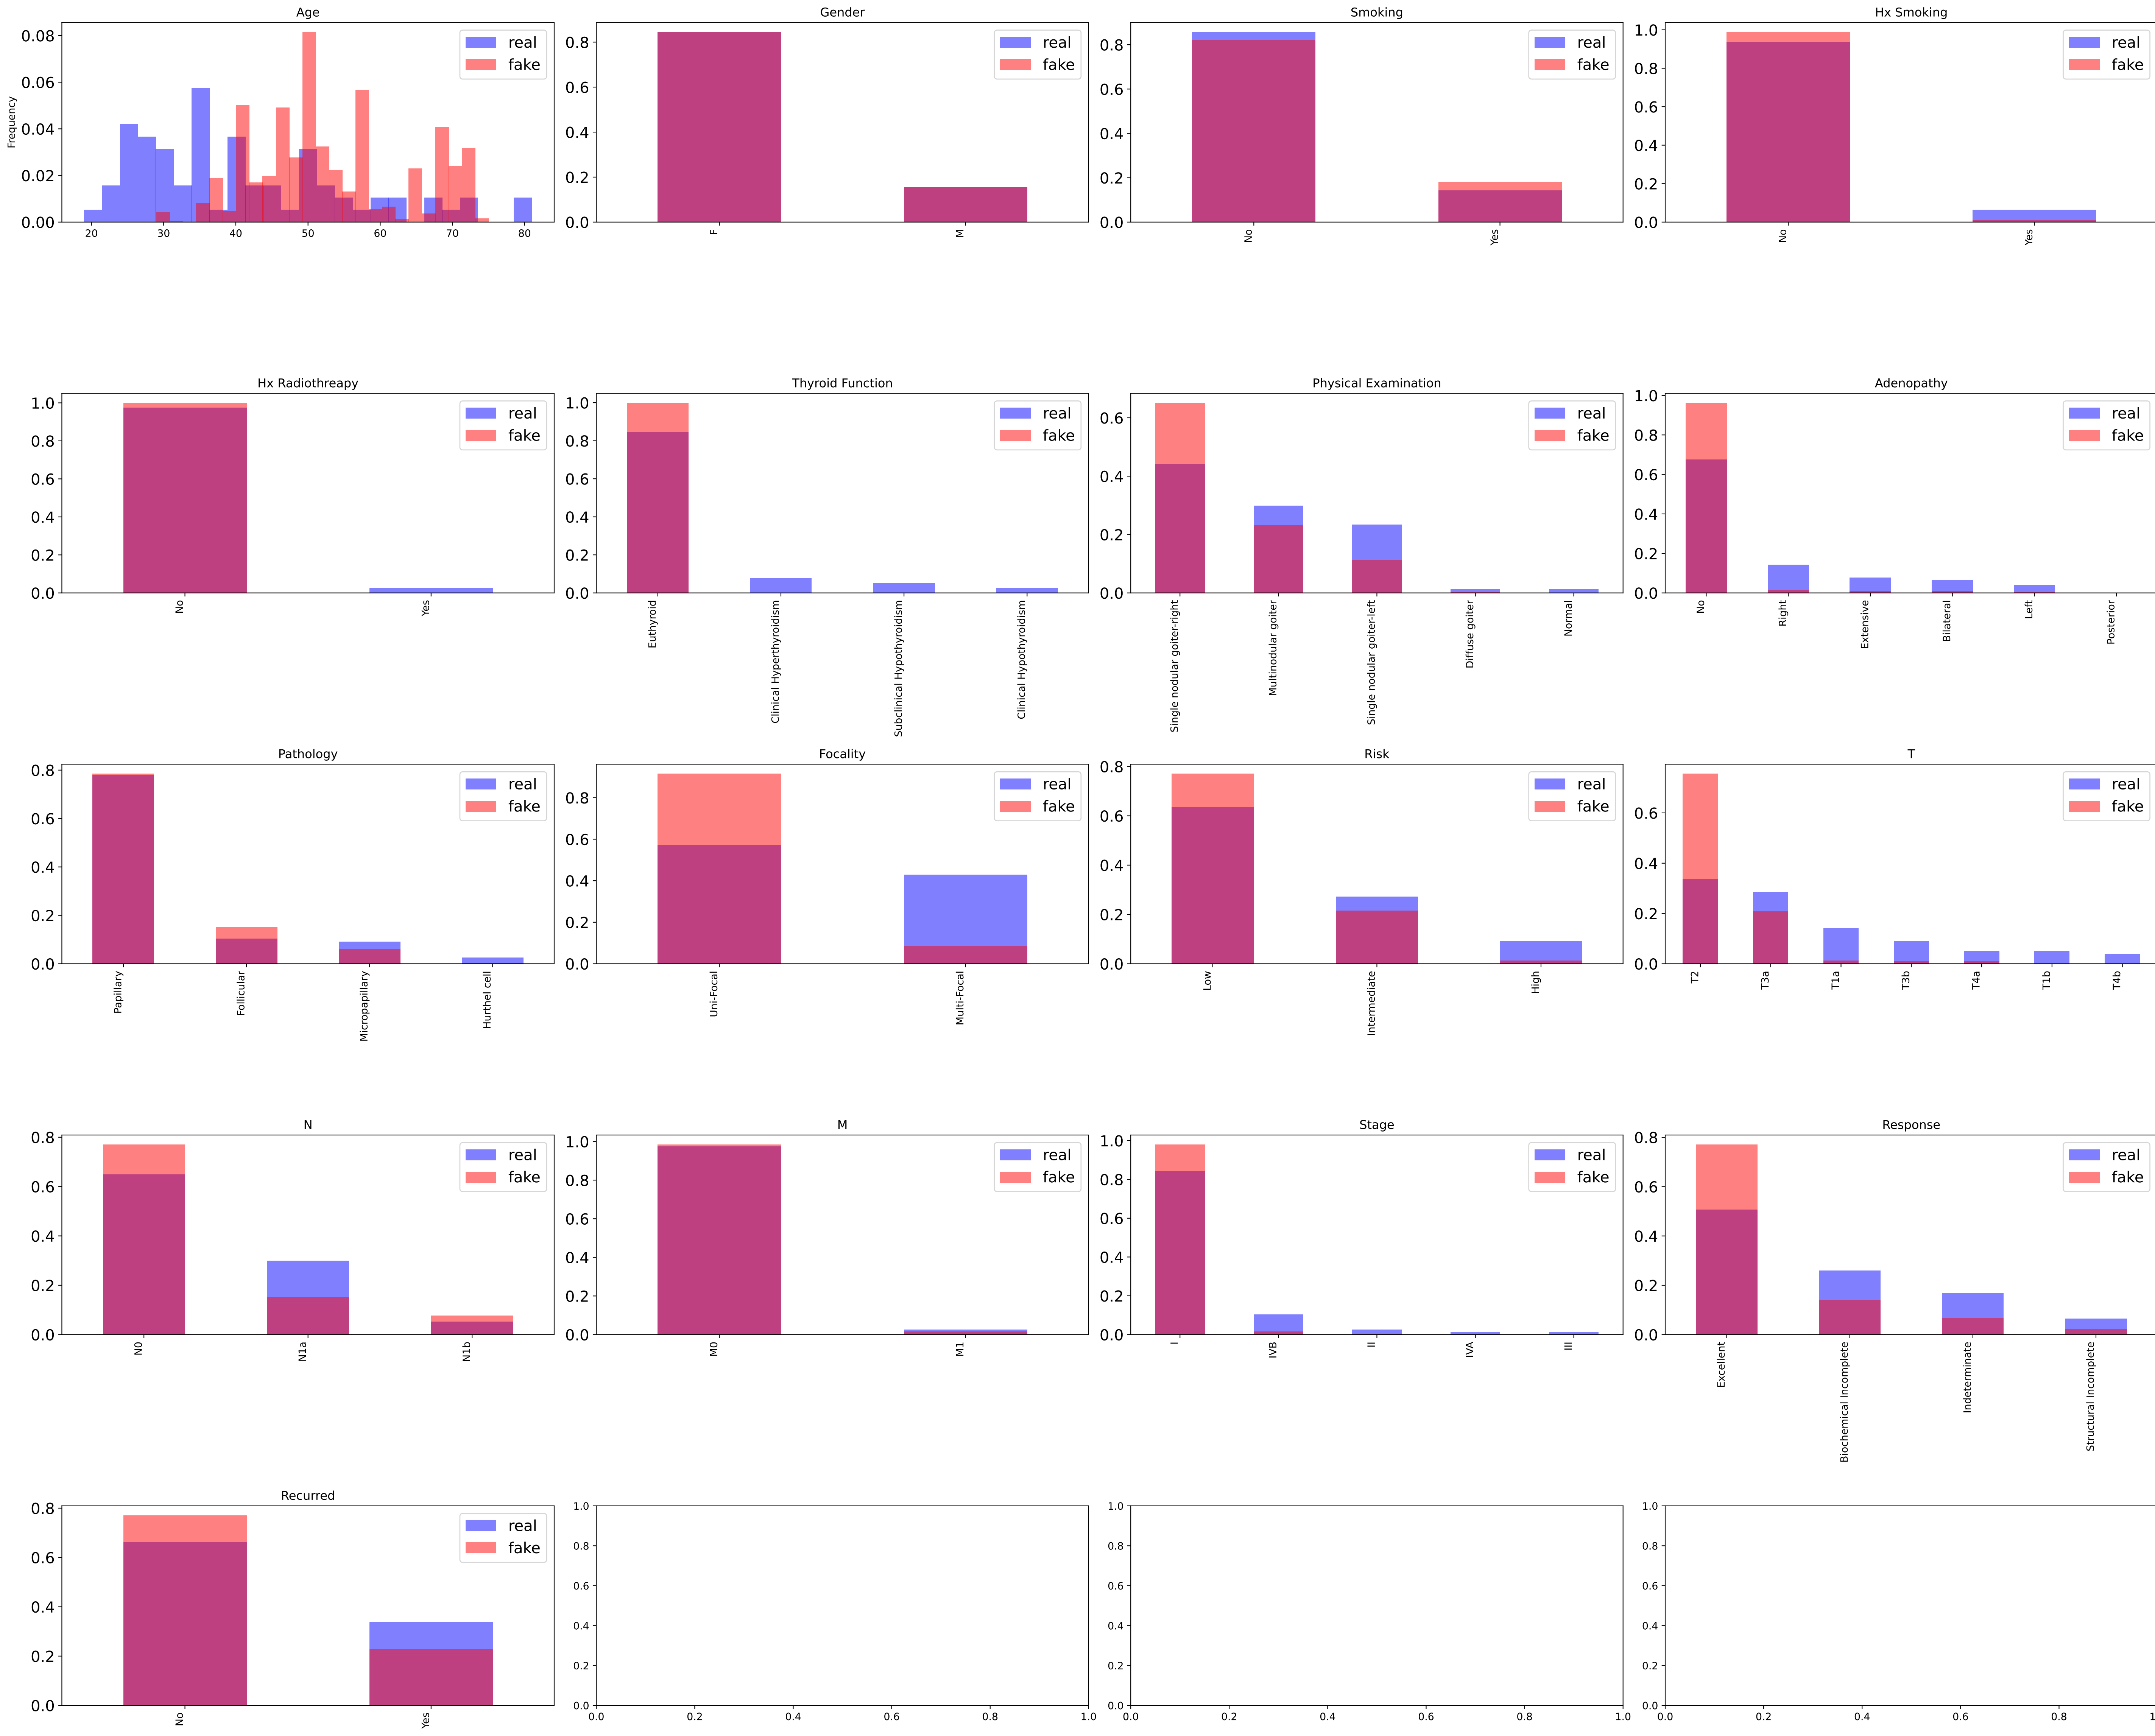 Age
Gender
Smoking
Hx Smoking
0.08
0.06
0.04
0.02
0.00
Frequency
20 30 40 50 60 70 80
real
fake
0.8
0.6
0.4
0.2
0.0
F M
real
fake
0.8
0.6
0.4
0.2
0.0
No Yes
real
fake
1.0
0.8
0.6
0.4
0.2
0.0
No Yes
real
fake
Hx Radiothreapy
Thyroid Function
Physical Examination
Adenopathy
1.0
0.8
0.6
0.4
0.2
0.0
No Yes
real
fake
1.0
0.8
0.6
0.4
0.2
0.0
Euthyroid
Clinical Hyperthyroidism
Subclinical Hypothyroidism
Clinical Hypothyroidism
real
fake
0.6
0.4
0.2
0.0
Single nodular goiter-right
Multinodular goiter
Single nodular goiter-left
Diffuse goiter
Normal
real
fake
1.0
0.8
0.6
0.4
0.2
0.0
No
Right
Extensive
Bilateral
Left
Posterior
real
fake
Pathology
Focality
Risk
T
0.8
0.6
0.4
0.2
0.0
Papillary
Follicular
Micropapillary
Hurthel cell
real
fake
0.8
0.6
0.4
0.2
0.0
Uni-Focal
Multi-Focal
real
fake
0.8
0.6
0.4
0.2
0.0
Low
Intermediate
High
real
fake
0.6
0.4
0.2
0.0
T2
T3a
T1a
T3b
T4a
T1b
T4b
real
fake
N
M
Stage
Response
0.8
0.6
0.4
0.2
0.0
N0
N1a
N1b
real
fake
1.0
0.8
0.6
0.4
0.2
0.0
M0
M1
real
fake
1.0
0.8
0.6
0.4
0.2
0.0
I
IVB
II
IVA
III
real
fake
0.8
0.6
0.4
0.2
0.0
Excellent
Biochemical Incomplete
Indeterminate
Structural Incomplete
real
fake
Recurred
0.8
0.6
0.4
0.2
0.0
No Yes
real
fake
1.0
0.8
0.6
0.4
0.2
0.0
0.0 0.2 0.4 0.6 0.8 1.0
1.0
0.8
0.6
0.4
0.2
0.0
0.0 0.2 0.4 0.6 0.8 1.0
1.0
0.8
0.6
0.4
0.2
0.0
0.0 0.2 0.4 0.6 0.8